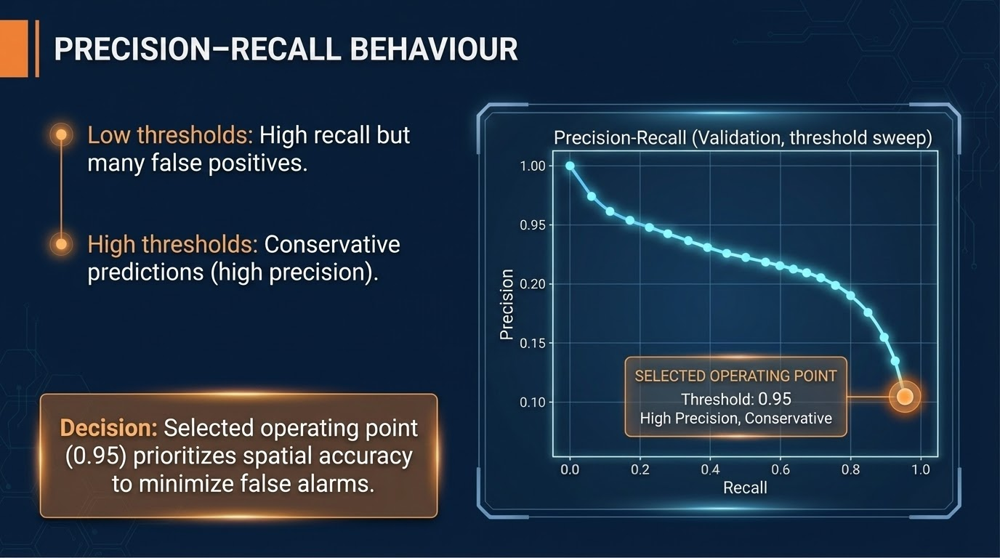 PRECISION–RECALL BEHAVIOUR
Low thresholds: High recall but
many false positives.
High thresholds: Conservative
predictions (high precision).
Decision: Selected operating point
(0.95) prioritizes spatial accuracy
to minimize false alarms.
Precision-Recall (Validation, threshold sweep)
Precision
1.00
0.95
0.20
0.15
0.10
SELECTED OPERATING POINT
Threshold: 0.95
High Precision, Conservative
0.0 0.2 0.4 0.6 0.8 1.0
Recall